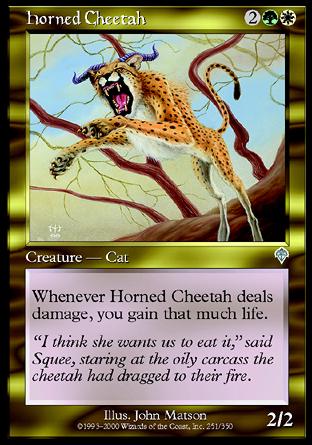 Horned Cheetah 2
Creature — Cat
Whenever Horned Cheetah deals
damage, you gain that much life.
“I think she wants us to eat it,” said
Squee, staring at the oily carcass the
cheetah had dragged to their fire.
2/2
Illus. John Matson
©1993–2000 Wizards of the Coast, Inc. 251/350